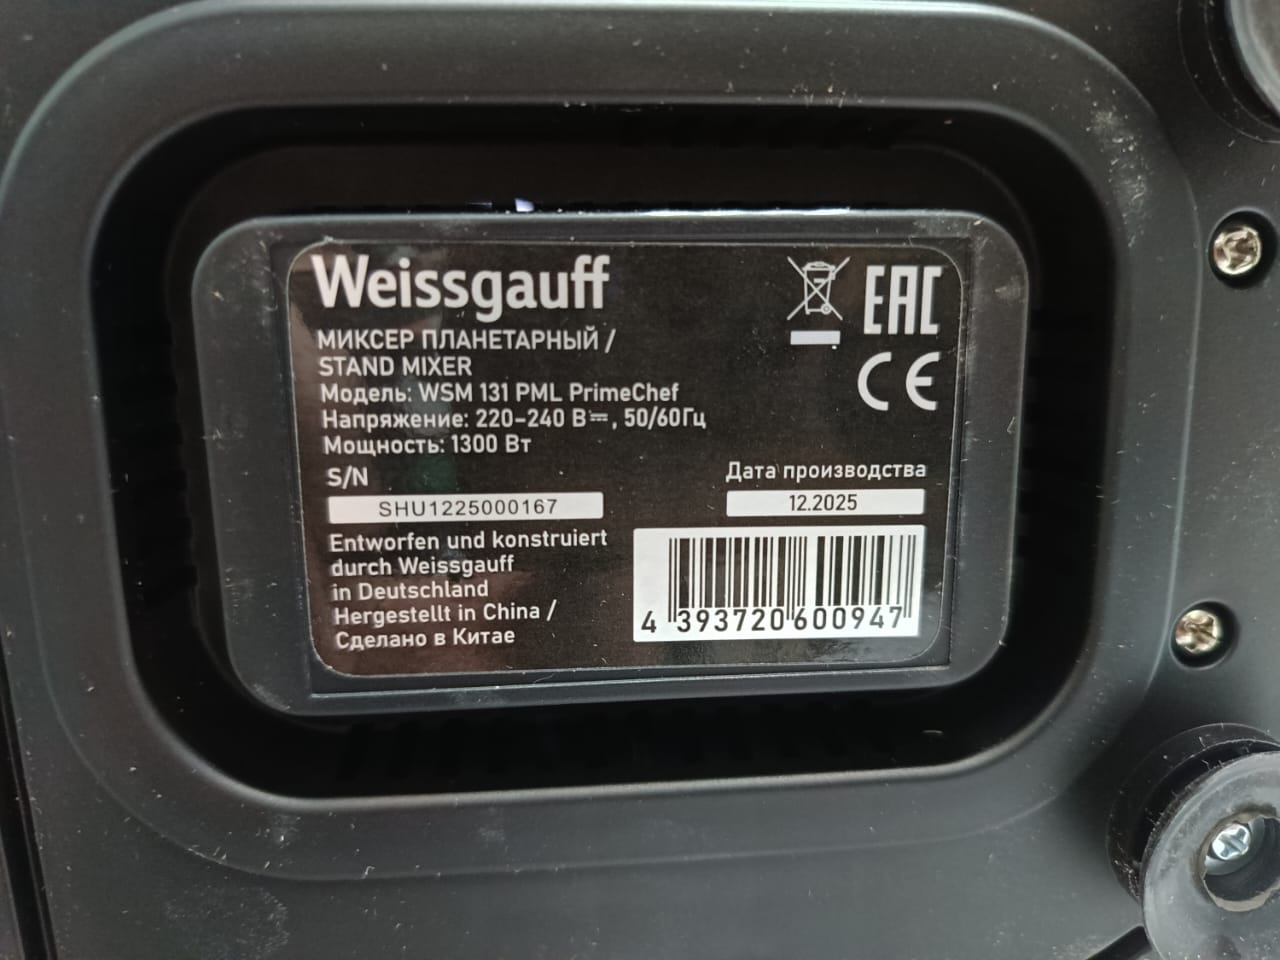 Weissgauff
МИКСЕР ПЛАНЕТАРНЫЙ /
STAND MIXER
Модель: WSM 131 PML PrimeChef
Напряжение: 220–240 В⎓, 50/60Гц
Мощность: 1300 Вт
S/N
SHU1225000167
Entworfen und konstruiert
durch Weissgauff
in Deutschland
Hergestellt in China /
Сделано в Китае
EAC
CE
Дата производства
12.2025
4 393720 600947